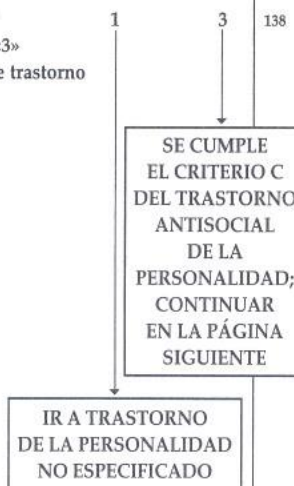 1 3 138
3»
e trastorno
SE CUMPLE
EL CRITERIO C
DEL TRASTORNO
ANTISOCIAL
DE LA
PERSONALIDAD;
CONTINUAR
EN LA PÁGINA
SIGUIENTE
IR A TRASTORNO
DE LA PERSONALIDAD
NO ESPECIFICADO